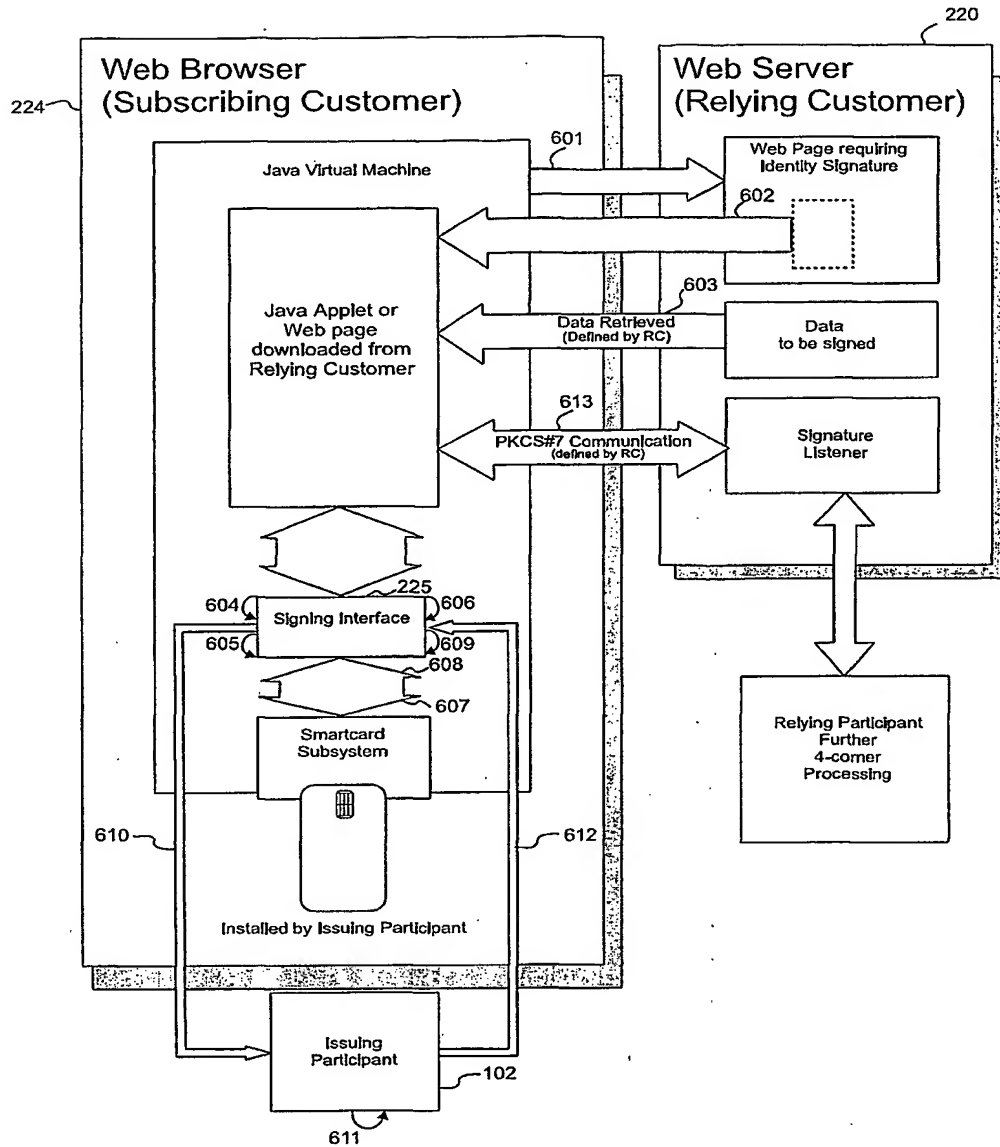 220
Web Browser
(Subscribing Customer)
224
Web Server
(Relying Customer)
Java Virtual Machine
601
Web Page requiring
Identity Signature
602
Java Applet or
Web page
downloaded from
Relying Customer
603
Data Retrieved
(Defined by RC)
Data
to be signed
613
PKCS#7 Communication
(defined by RC)
Signature
Listener
225
604
606
Signing Interface
605
609
608
607
Smartcard
Subsystem
Relying Participant
Further
4-corner
Processing
610
612
Installed by Issuing Participant
Issuing
Participant
102
611